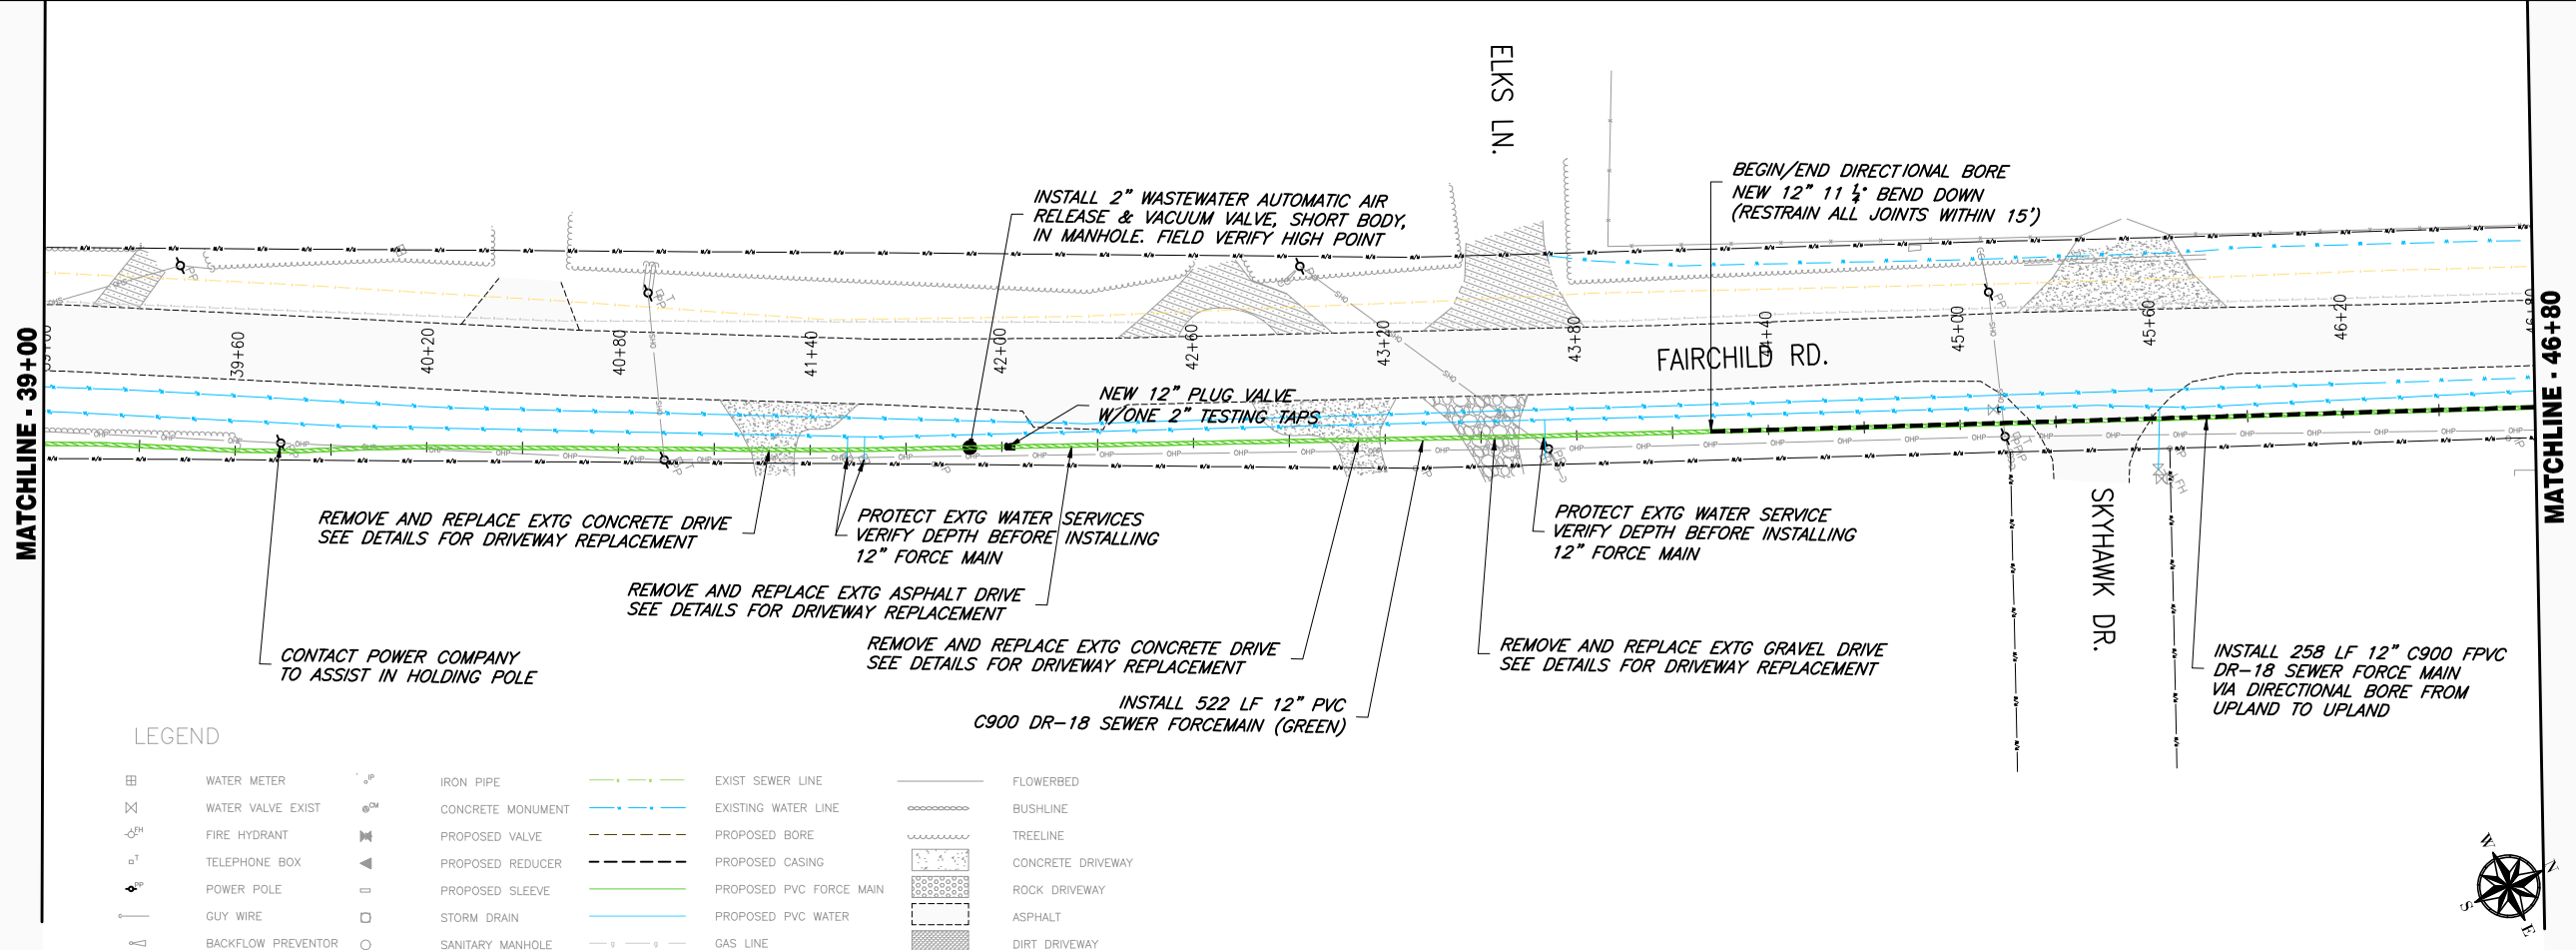 ELKS LN.
INSTALL 2" WASTEWATER AUTOMATIC AIR
RELEASE & VACUUM VALVE, SHORT BODY,
IN MANHOLE. FIELD VERIFY HIGH POINT
BEGIN/END DIRECTIONAL BORE
NEW 12" 11 1/4° BEND DOWN
(RESTRAIN ALL JOINTS WITHIN 15')
MATCHLINE - 39+00
39+60
40+20
40+80
41+40
42+00
42+60
43+20
43+80
44+40
45+00
45+60
46+20
46+80
MATCHLINE - 46+80
FAIRCHILD RD.
NEW 12" PLUG VALVE
W/ONE 2" TESTING TAPS
REMOVE AND REPLACE EXTG CONCRETE DRIVE
SEE DETAILS FOR DRIVEWAY REPLACEMENT
PROTECT EXTG WATER SERVICES
VERIFY DEPTH BEFORE INSTALLING
12" FORCE MAIN
PROTECT EXTG WATER SERVICE
VERIFY DEPTH BEFORE INSTALLING
12" FORCE MAIN
SKYHAWK DR.
REMOVE AND REPLACE EXTG ASPHALT DRIVE
SEE DETAILS FOR DRIVEWAY REPLACEMENT
CONTACT POWER COMPANY
TO ASSIST IN HOLDING POLE
REMOVE AND REPLACE EXTG CONCRETE DRIVE
SEE DETAILS FOR DRIVEWAY REPLACEMENT
REMOVE AND REPLACE EXTG GRAVEL DRIVE
SEE DETAILS FOR DRIVEWAY REPLACEMENT
INSTALL 522 LF 12" PVC
C900 DR-18 SEWER FORCEMAIN (GREEN)
INSTALL 258 LF 12" C900 FPVC
DR-18 SEWER FORCE MAIN
VIA DIRECTIONAL BORE FROM
UPLAND TO UPLAND
LEGEND
WATER METER
WATER VALVE EXIST
FH FIRE HYDRANT
T TELEPHONE BOX
PP POWER POLE
GUY WIRE
BACKFLOW PREVENTOR
IP IRON PIPE
CM CONCRETE MONUMENT
PROPOSED VALVE
PROPOSED REDUCER
PROPOSED SLEEVE
STORM DRAIN
SANITARY MANHOLE
EXIST SEWER LINE
EXISTING WATER LINE
PROPOSED BORE
PROPOSED CASING
PROPOSED PVC FORCE MAIN
PROPOSED PVC WATER
GAS LINE
FLOWERBED
BUSHLINE
TREELINE
CONCRETE DRIVEWAY
ROCK DRIVEWAY
ASPHALT
DIRT DRIVEWAY
W
N
S
E